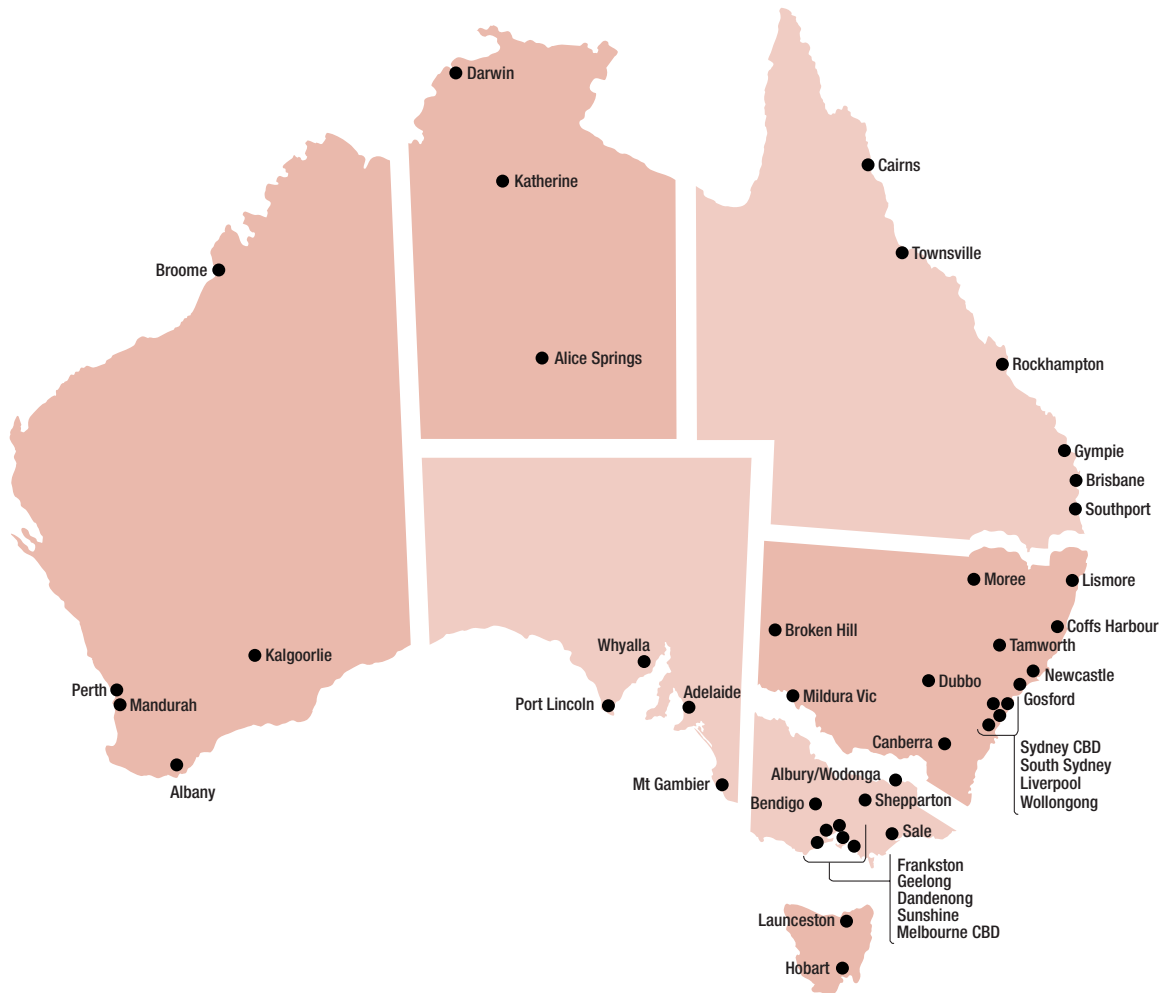 Darwin
Cairns
Katherine
Townsville
Broome
Alice Springs
Rockhampton
Gympie
Brisbane
Southport
Moree
Lismore
Coffs Harbour
Broken Hill
Tamworth
Whyalla
Kalgoorlie
Newcastle
Dubbo
Perth
Mandurah
Port Lincoln
Adelaide
Mildura Vic
Gosford
Canberra
Sydney CBD
South Sydney
Liverpool
Wollongong
Albany
Mt Gambier
Albury/Wodonga
Bendigo
Shepparton
Sale
Frankston
Geelong
Dandenong
Sunshine
Melbourne CBD
Launceston
Hobart